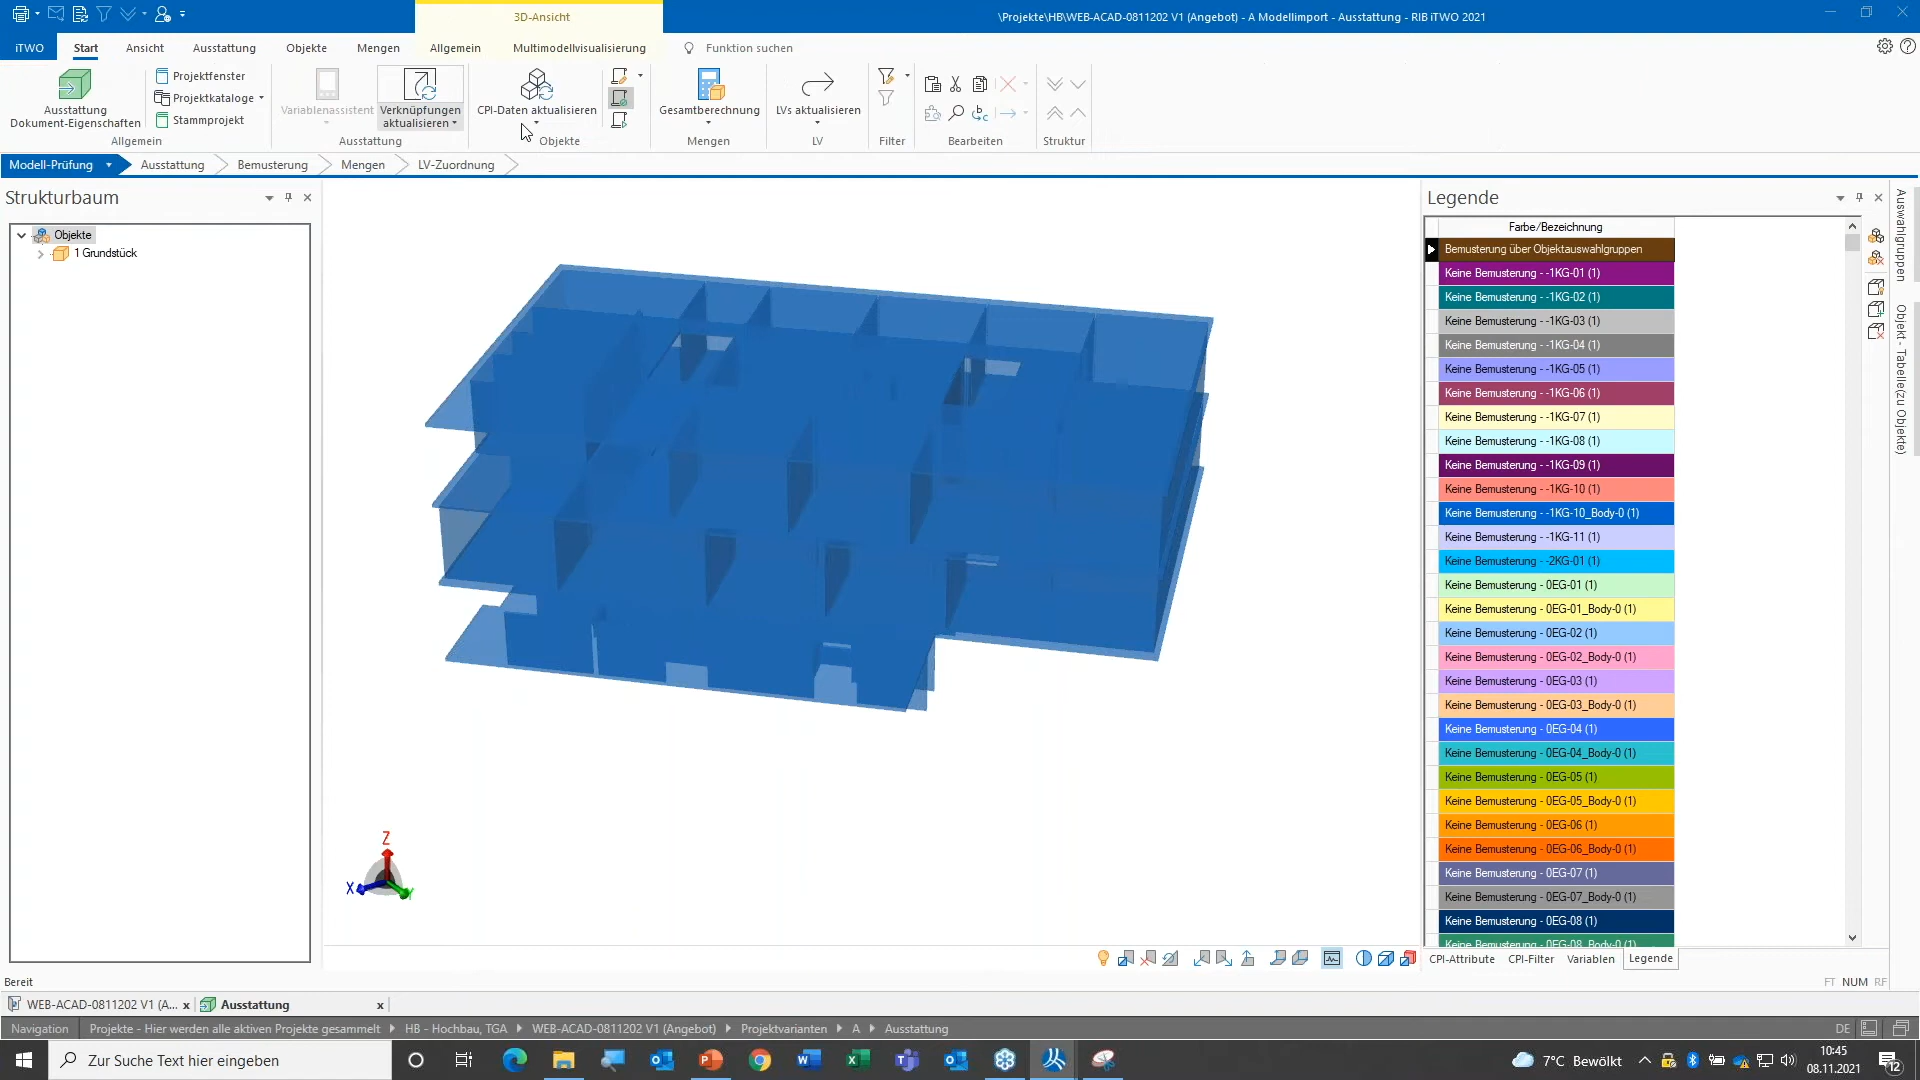 3D-Ansicht
\Projekte\HB\WEB-ACAD-0811202 V1 (Angebot) - A Modellimport - Ausstattung - RIB iTWO 2021
iTWO Start Ansicht Ausstattung Objekte Mengen Allgemein Multimodellvisualisierung Funktion suchen
Ausstattung
Dokument-Eigenschaften
Projektfenster
Projektkataloge
Stammprojekt
Variablenassistent
Verknüpfungen
aktualisieren
CPI-Daten aktualisieren
Gesamtberechnung
LVs aktualisieren
Allgemein Ausstattung Objekte Mengen LV Filter Bearbeiten Struktur
Modell-Prüfung Ausstattung Bemusterung Mengen LV-Zuordnung
Strukturbaum
Objekte
1 Grundstück
Z
X
Y
Legende
Farbe/Bezeichnung
Bemusterung über Objektauswahlgruppen
Keine Bemusterung - -1KG-01 (1)
Keine Bemusterung - -1KG-02 (1)
Keine Bemusterung - -1KG-03 (1)
Keine Bemusterung - -1KG-04 (1)
Keine Bemusterung - -1KG-05 (1)
Keine Bemusterung - -1KG-06 (1)
Keine Bemusterung - -1KG-07 (1)
Keine Bemusterung - -1KG-08 (1)
Keine Bemusterung - -1KG-09 (1)
Keine Bemusterung - -1KG-10 (1)
Keine Bemusterung - -1KG-10_Body-0 (1)
Keine Bemusterung - -1KG-11 (1)
Keine Bemusterung - -2KG-01 (1)
Keine Bemusterung - 0EG-01 (1)
Keine Bemusterung - 0EG-01_Body-0 (1)
Keine Bemusterung - 0EG-02 (1)
Keine Bemusterung - 0EG-02_Body-0 (1)
Keine Bemusterung - 0EG-03 (1)
Keine Bemusterung - 0EG-03_Body-0 (1)
Keine Bemusterung - 0EG-04 (1)
Keine Bemusterung - 0EG-04_Body-0 (1)
Keine Bemusterung - 0EG-05 (1)
Keine Bemusterung - 0EG-05_Body-0 (1)
Keine Bemusterung - 0EG-06 (1)
Keine Bemusterung - 0EG-06_Body-0 (1)
Keine Bemusterung - 0EG-07 (1)
Keine Bemusterung - 0EG-07_Body-0 (1)
Keine Bemusterung - 0EG-08 (1)
Keine Bemusterung - 0EG-08_Body-0 (1)
CPI-Attribute CPI-Filter Variablen Legende
Auswahlgruppen
Objekt - Tabelle(zu Objekte)
Bereit
FT NUM RF
WEB-ACAD-0811202 V1 (A... x Ausstattung x
Navigation Projekte - Hier werden alle aktiven Projekte gesammelt HB - Hochbau, TGA WEB-ACAD-0811202 V1 (Angebot) Projektvarianten A Ausstattung
DE
Zur Suche Text hier eingeben
7°C Bewölkt
10:45
08.11.2021
12